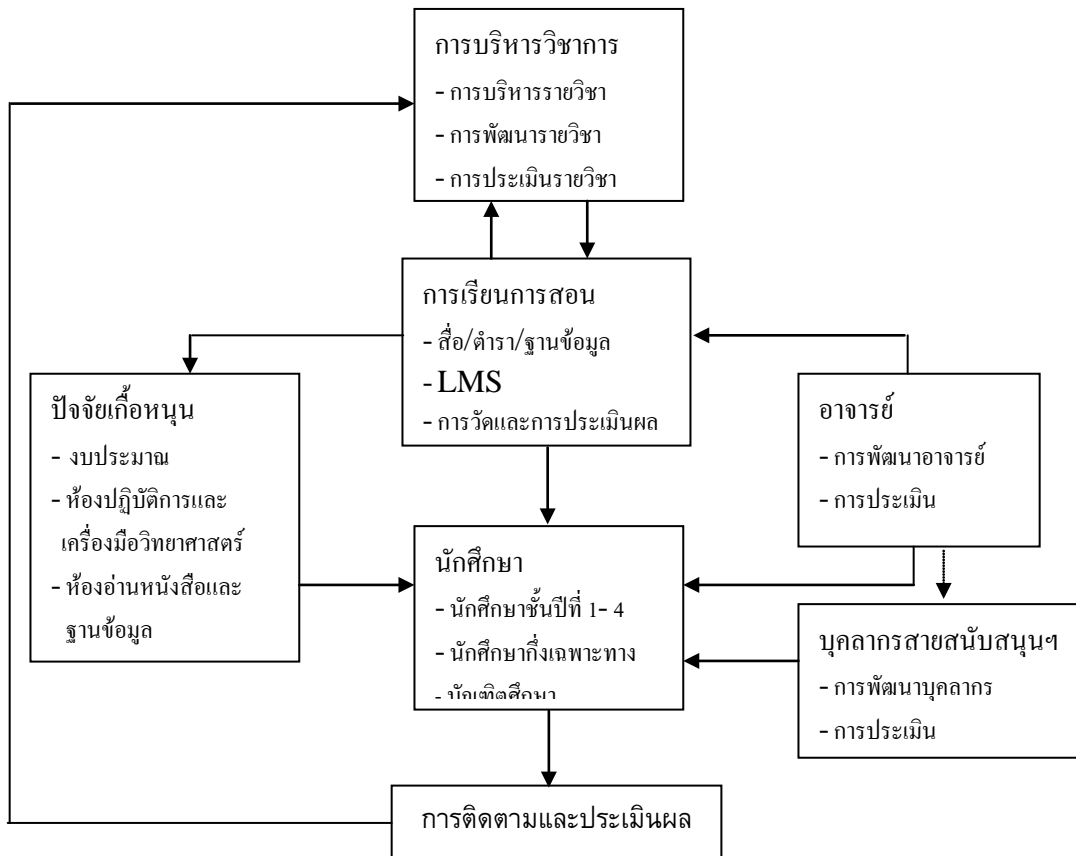 การบริหารวิชาการ
- การบริหารรายวิชา
- การพัฒนารายวิชา
- การประเมินรายวิชา
การเรียนการสอน
- สื่อ/ตำรา/ฐานข้อมูล
- LMS
- การวัดและการประเมินผล
ปัจจัยเกื้อหนุน
- งบประมาณ
- ห้องปฏิบัติการและ
เครื่องมือวิทยาศาสตร์
- ห้องอ่านหนังสือและ
ฐานข้อมูล
อาจารย์
- การพัฒนาอาจารย์
- การประเมิน
นักศึกษา
- นักศึกษาชั้นปีที่ 1- 4
- นักศึกษากึ่งเฉพาะทาง
- บัณฑิตศึกษา
บุคลากรสายสนับสนุนฯ
- การพัฒนาบุคลากร
- การประเมิน
การติดตามและประเมินผล